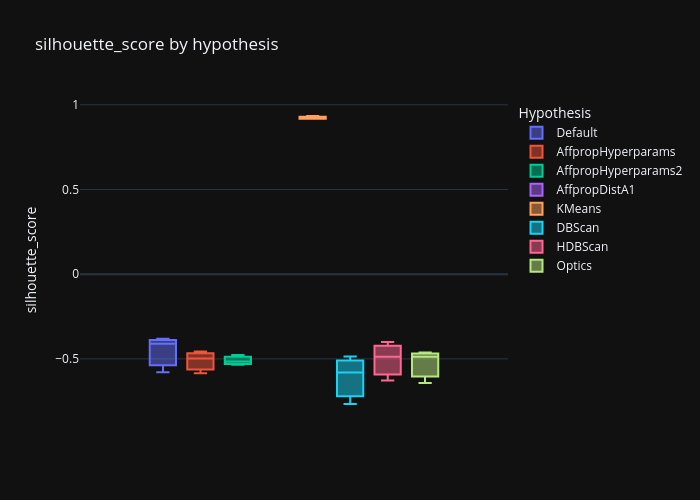 silhouette_score by hypothesis
silhouette_score
1
0.5
0
−0.5
Hypothesis
Default
AffpropHyperparams
AffpropHyperparams2
AffpropDistA1
KMeans
DBScan
HDBScan
Optics